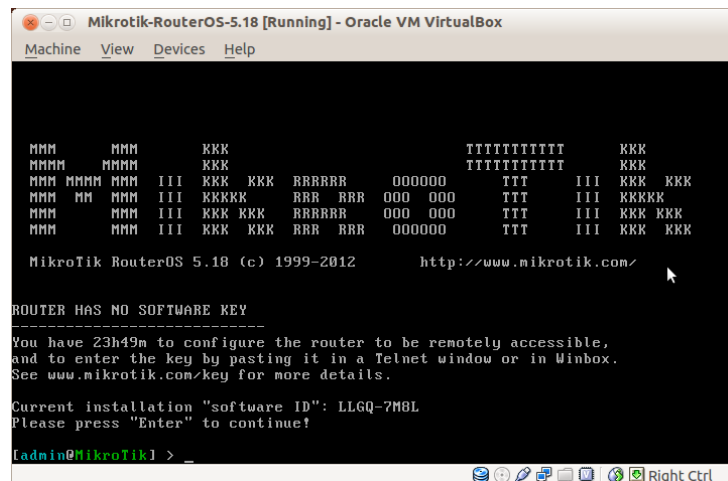 Mikrotik-RouterOS-5.18 [Running] - Oracle VM VirtualBox
Machine View Devices Help
MMM MMM KKK TTTTTTTTTTT KKK
MMMM MMMM KKK TTTTTTTTTTT KKK
MMM MMMM MMM III KKK KKK RRRRRR OOOOOO TTT III KKK KKK
MMM MM MMM III KKKKK RRR RRR OOO OOO TTT III KKKKK
MMM MMM III KKK KKK RRRRRR OOO OOO TTT III KKK KKK
MMM MMM III KKK KKK RRR RRR OOOOOO TTT III KKK KKK
MikroTik RouterOS 5.18 (c) 1999-2012 http://www.mikrotik.com/
ROUTER HAS NO SOFTWARE KEY
----------------------------
You have 23h49m to configure the router to be remotely accessible,
and to enter the key by pasting it in a Telnet window or in Winbox.
See www.mikrotik.com/key for more details.
Current installation "software ID": LLGQ-7M8L
Please press "Enter" to continue!
[admin@MikroTik] > _
Right Ctrl